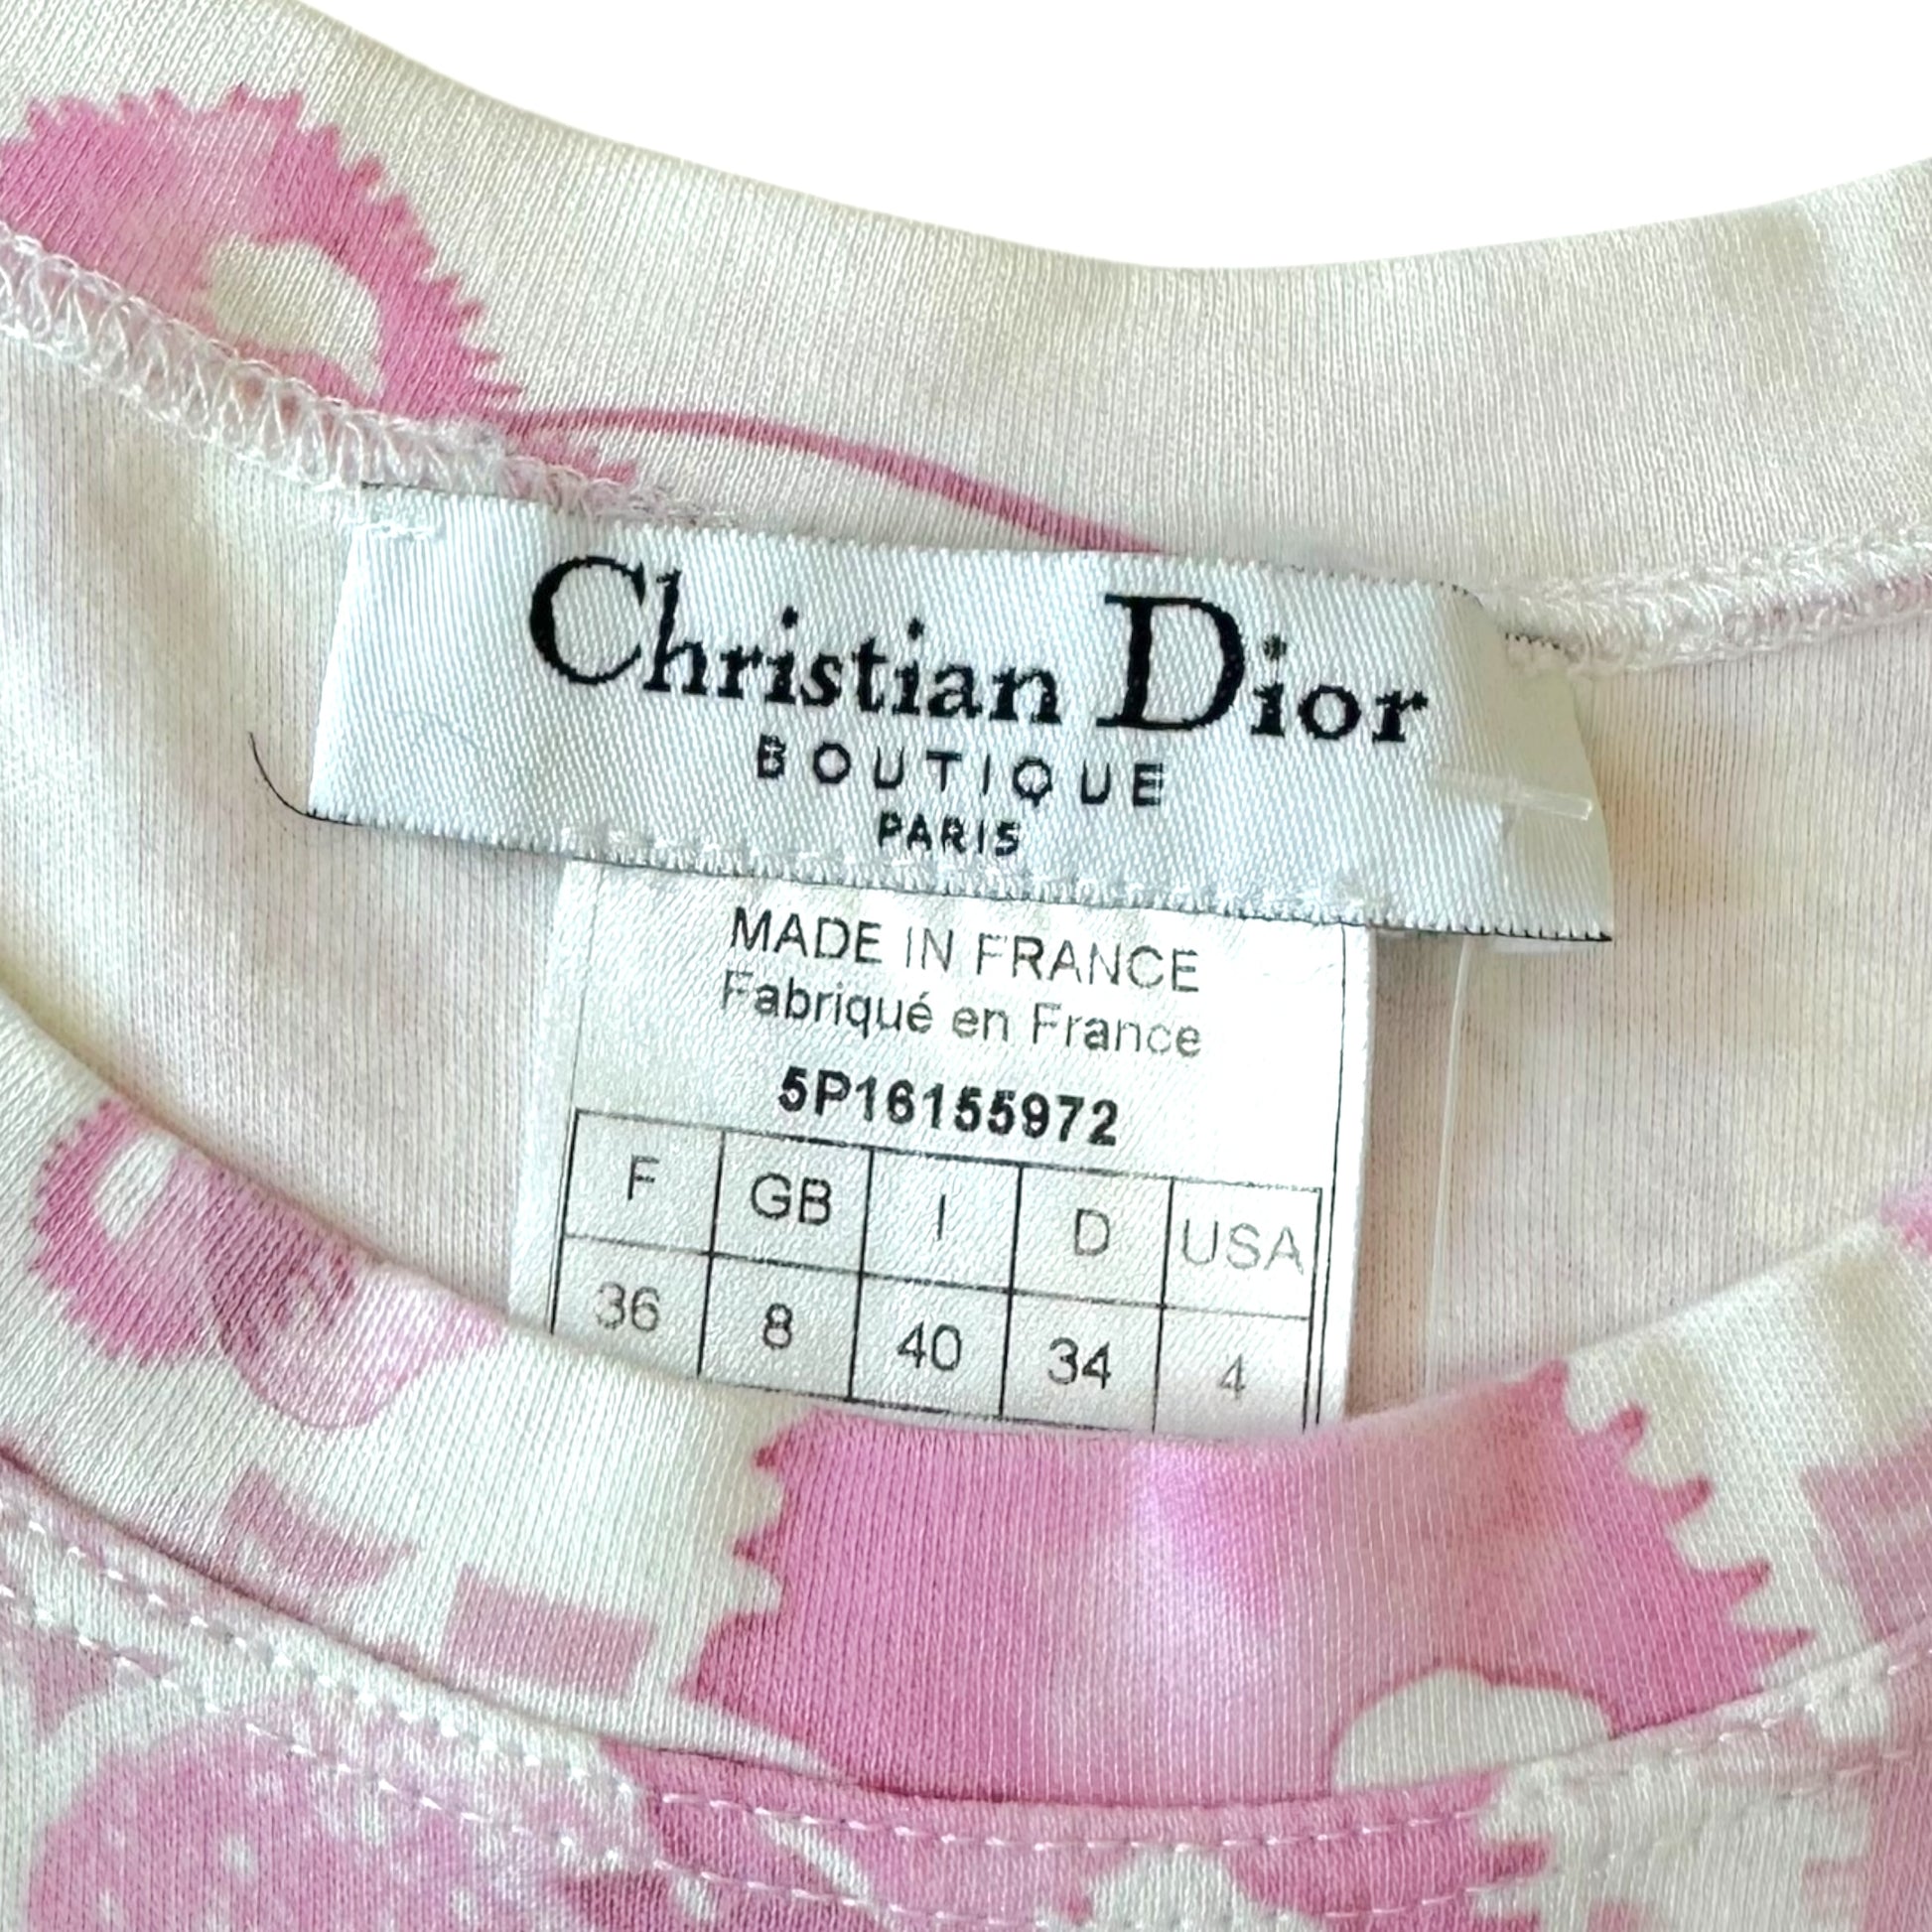 Christian Dior
BOUTIQUE
PARIS
MADE IN FRANCE
Fabriqué en France
5P16155972
F GB I D USA
36 8 40 34 4